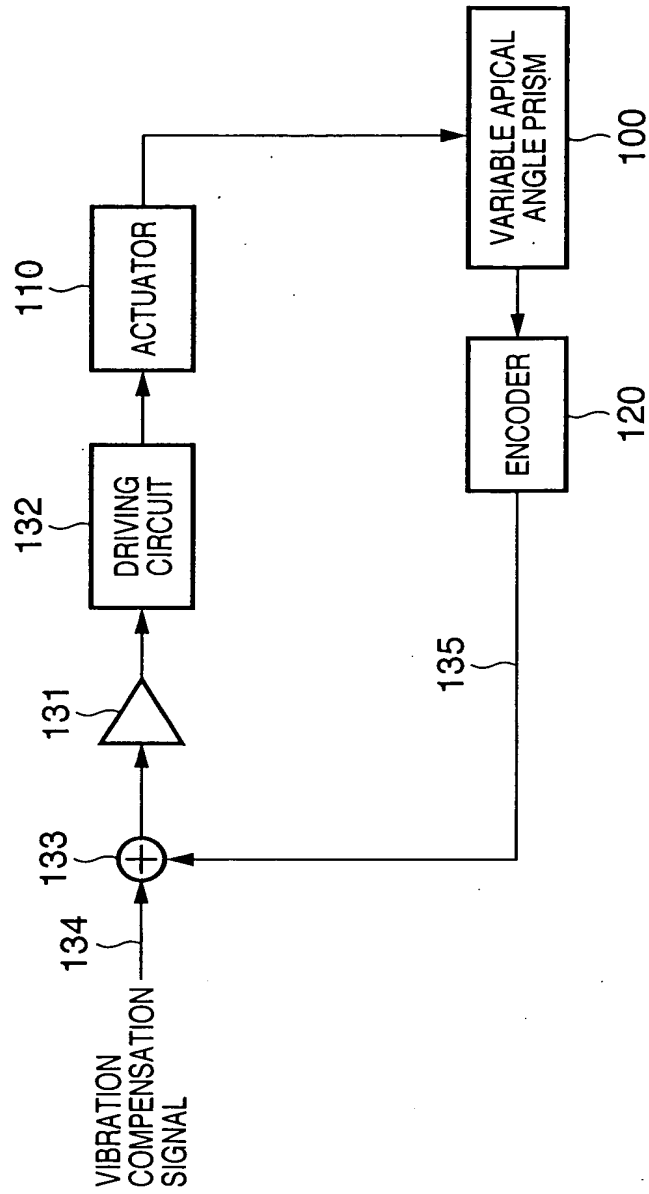 VIBRATION
COMPENSATION
SIGNAL
134
133
131
132
DRIVING
CIRCUIT
110
ACTUATOR
VARIABLE APICAL
ANGLE PRISM
100
ENCODER
120
135